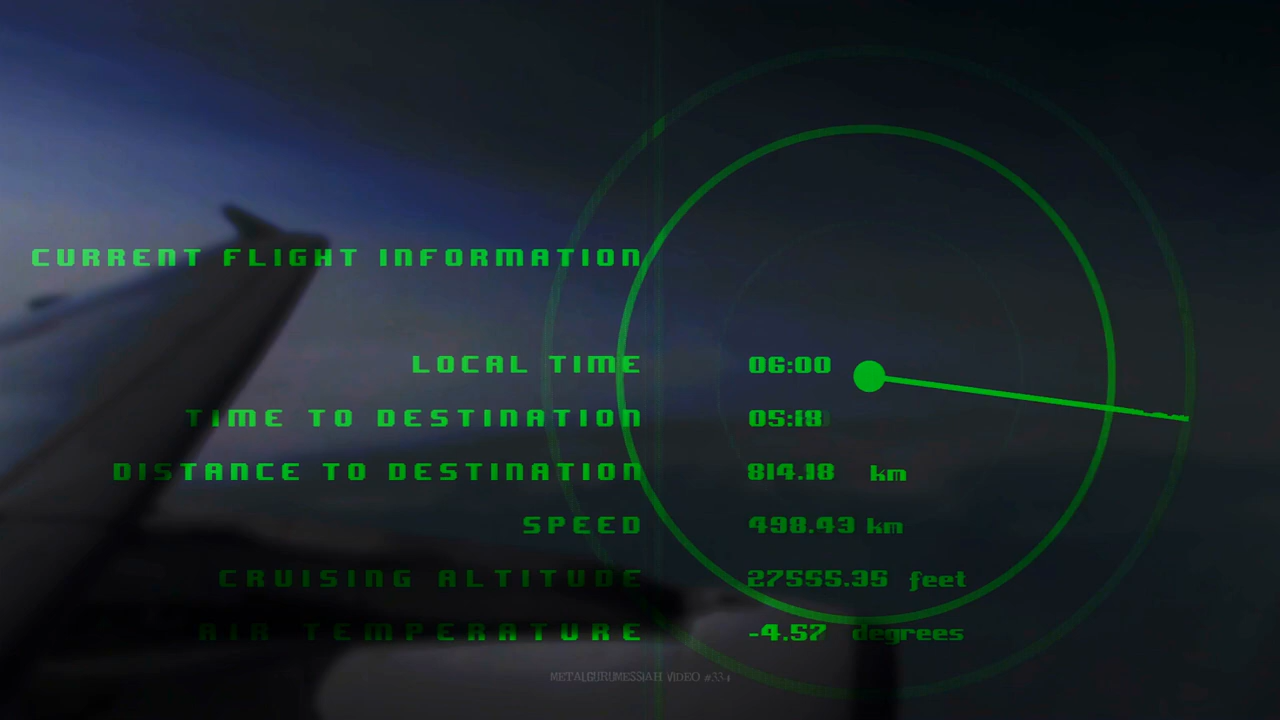 CURRENT FLIGHT INFORMATION
LOCAL TIME 06:00
TIME TO DESTINATION 05:18
DISTANCE TO DESTINATION 814.18 km
SPEED 498.43 km
CRUISING ALTITUDE 27555.35 feet
AIR TEMPERATURE -4.57 degrees
METALGURUMESSIAH VIDEO #334